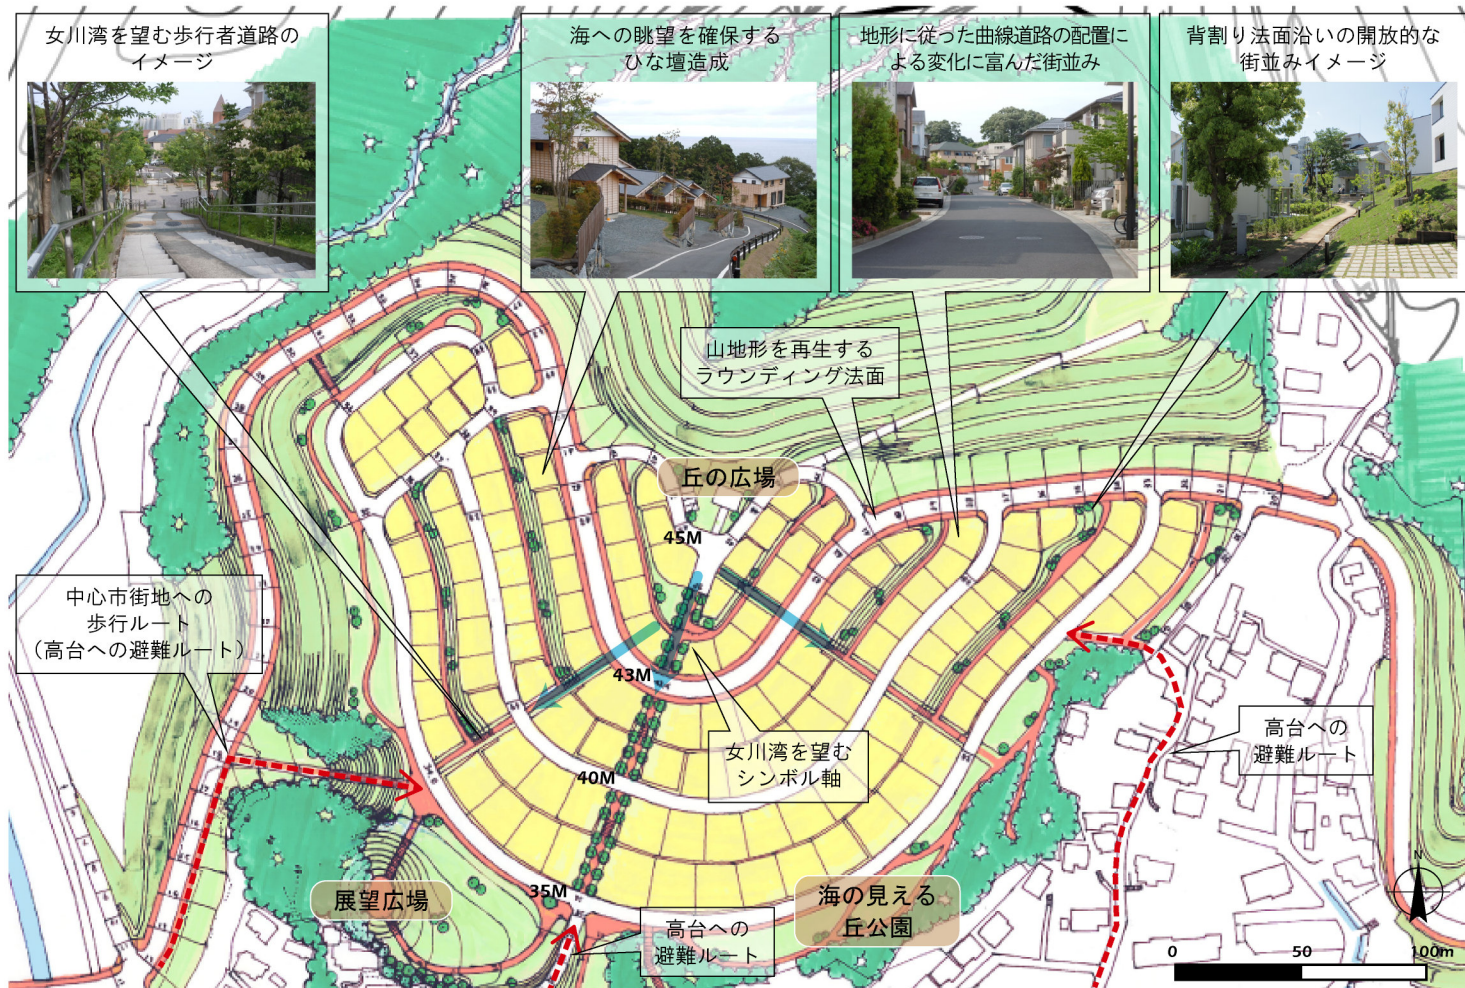 女川湾を望む歩行者道路の
イメージ
海への眺望を確保する
ひな壇造成
地形に従った曲線道路の配置に
よる変化に富んだ街並み
背割り法面沿いの開放的な
街並みイメージ
山地形を再生する
ラウンディング法面
丘の広場
45M
中心市街地への
歩行ルート
（高台への避難ルート）
43M
女川湾を望む
シンボル軸
高台への
避難ルート
40M
35M
展望広場
海の見える
丘公園
高台への
避難ルート
N
0 50 100m